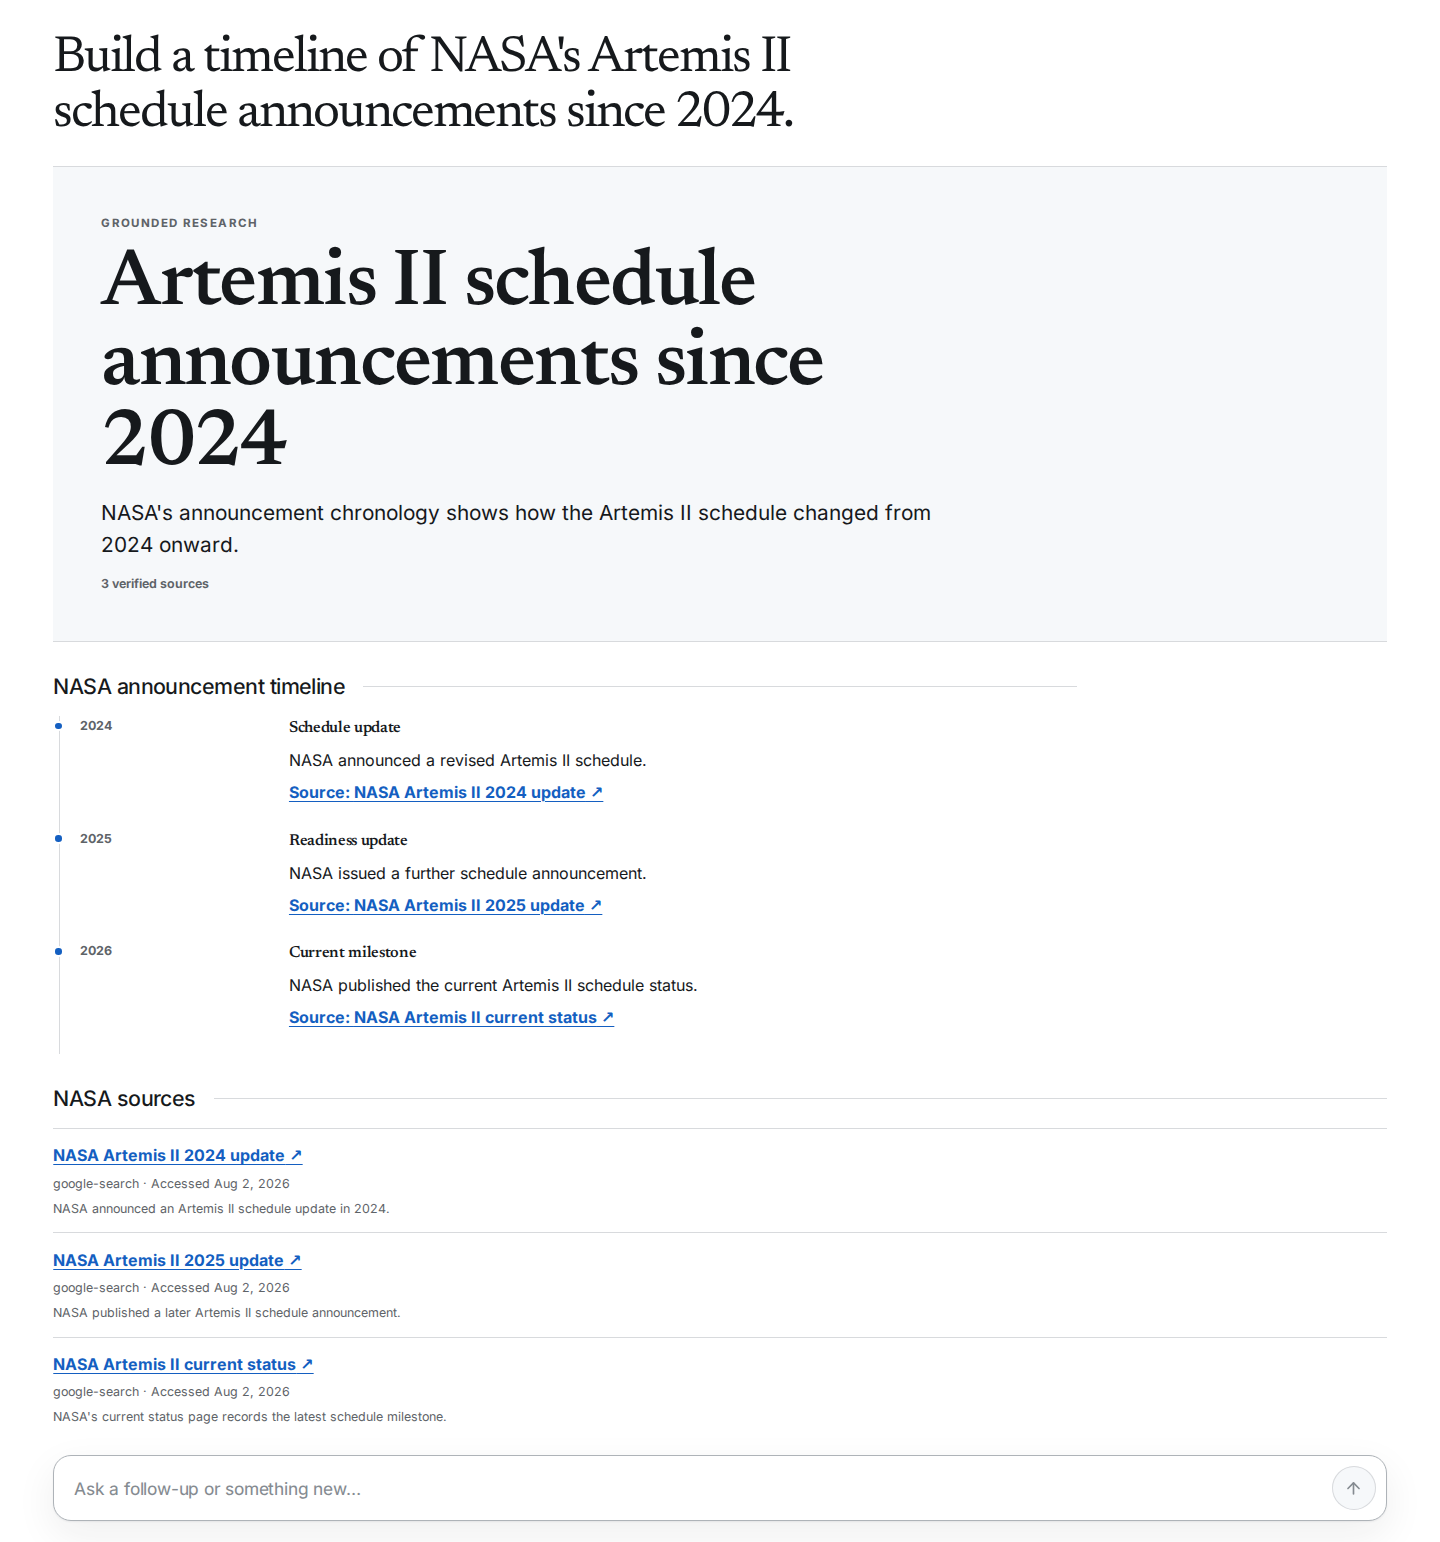 Build a timeline of NASA's Artemis II
schedule announcements since 2024.
GROUNDED RESEARCH
Artemis II schedule
announcements since
2024
NASA's announcement chronology shows how the Artemis II schedule changed from
2024 onward.
3 verified sources
NASA announcement timeline
2024
Schedule update
NASA announced a revised Artemis II schedule.
Source: NASA Artemis II 2024 update ↗
2025
Readiness update
NASA issued a further schedule announcement.
Source: NASA Artemis II 2025 update ↗
2026
Current milestone
NASA published the current Artemis II schedule status.
Source: NASA Artemis II current status ↗
NASA sources
NASA Artemis II 2024 update ↗
google-search · Accessed Aug 2, 2026
NASA announced an Artemis II schedule update in 2024.
NASA Artemis II 2025 update ↗
google-search · Accessed Aug 2, 2026
NASA published a later Artemis II schedule announcement.
NASA Artemis II current status ↗
google-search · Accessed Aug 2, 2026
NASA's current status page records the latest schedule milestone.
Ask a follow-up or something new...